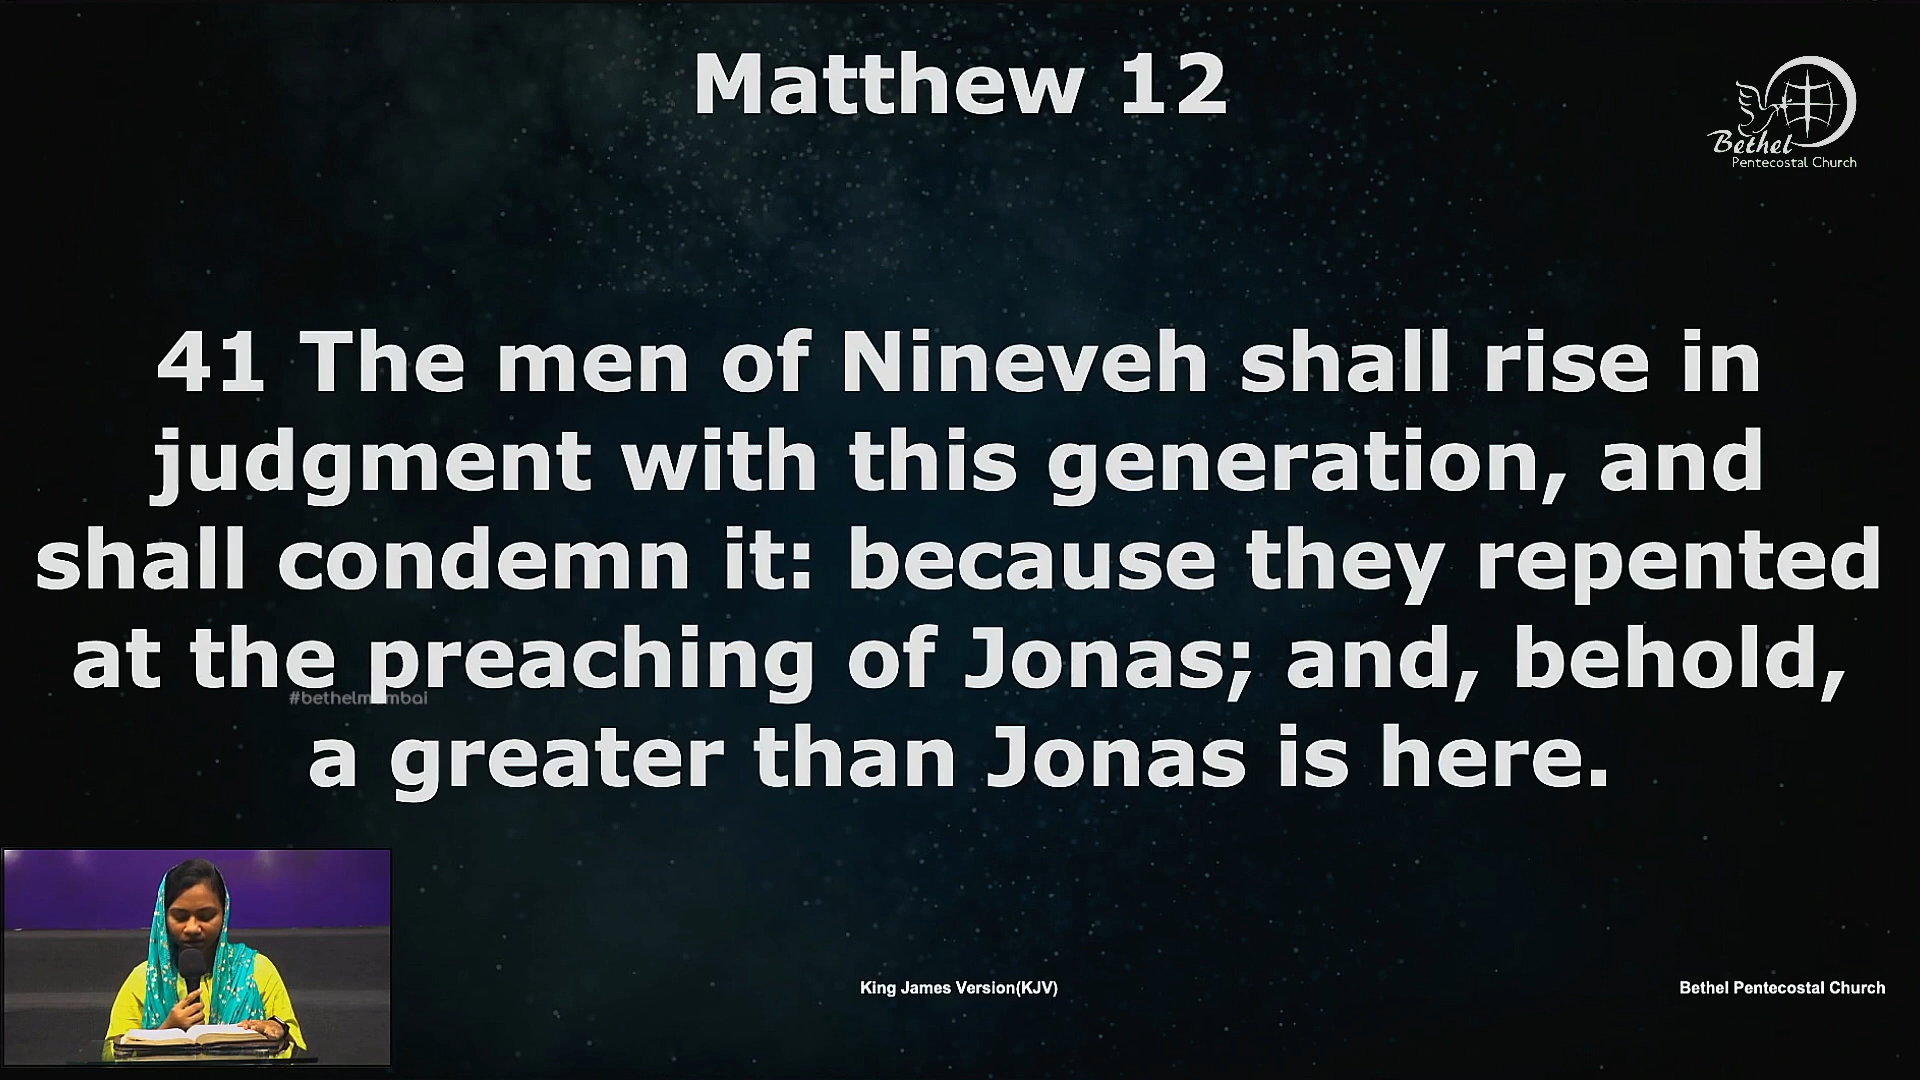 Matthew 12
Bethel
Pentecostal Church
41 The men of Nineveh shall rise in
judgment with this generation, and
shall condemn it: because they repented
at the preaching of Jonas; and, behold,
#bethelmumbai
a greater than Jonas is here.
King James Version(KJV)
Bethel Pentecostal Church